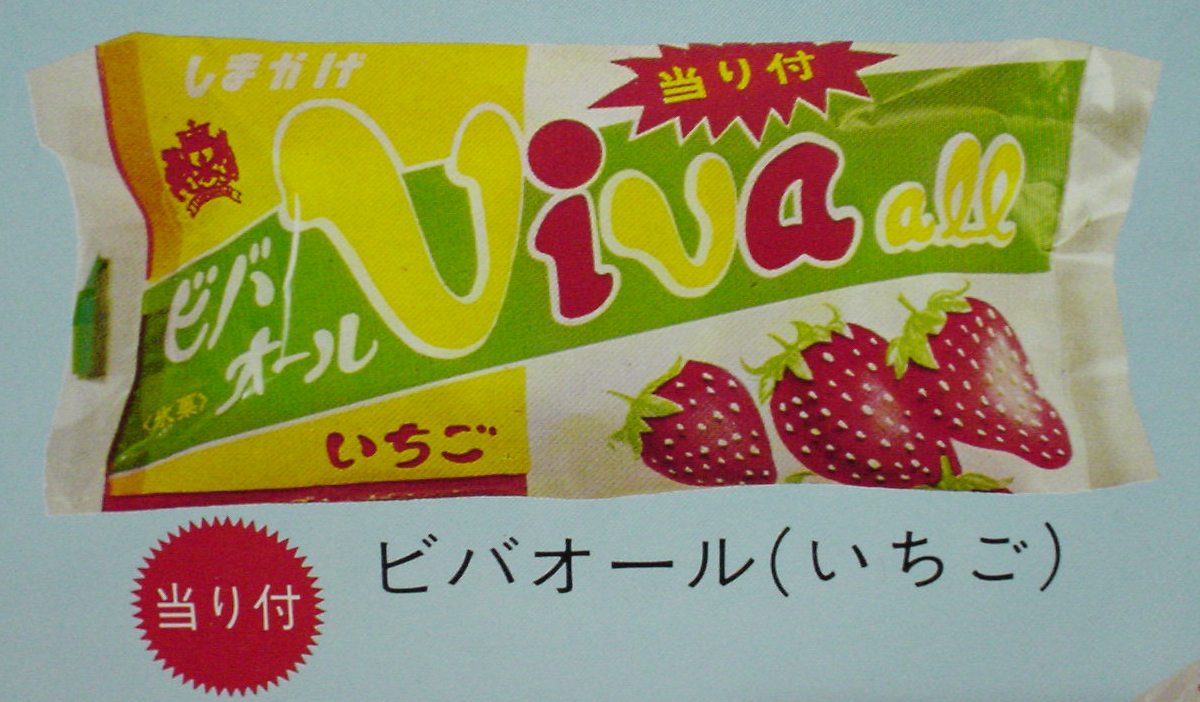 しまかげ
当り付
Viva all
ビバ
オール
〈氷菓〉
いちご
当り付
ビバオール(いちご)